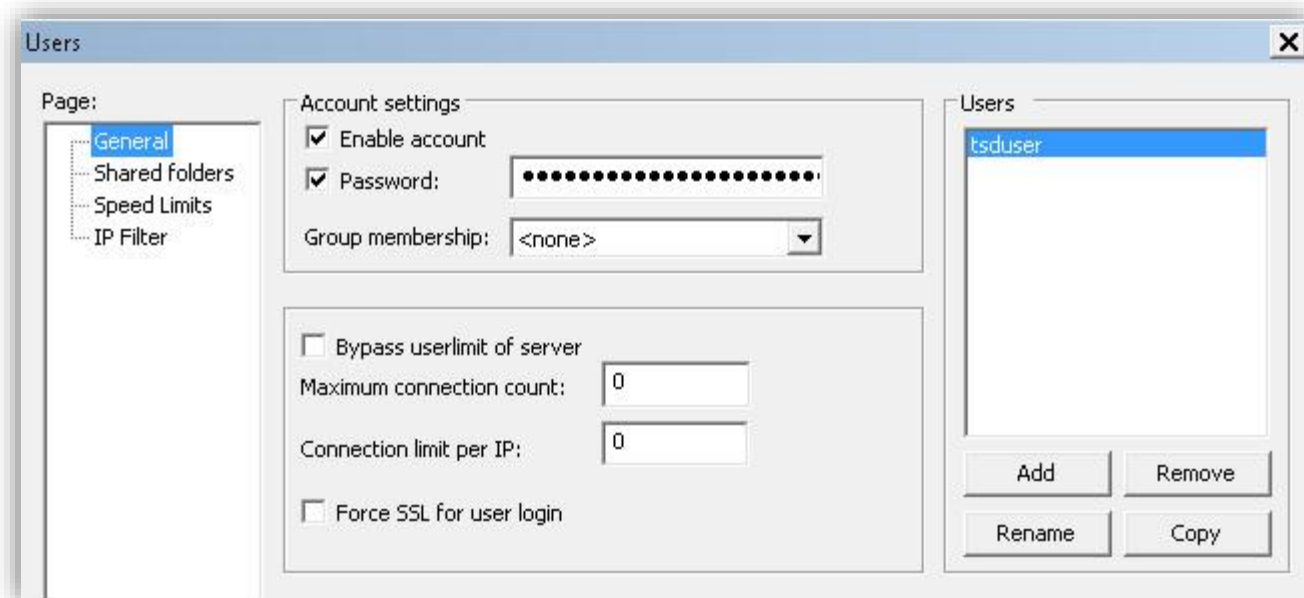 Users
Page:
General
Shared folders
Speed Limits
IP Filter
Account settings
Enable account
Password: ••••••••••••••••••••••
Group membership: <none>
Bypass userlimit of server
Maximum connection count: 0
Connection limit per IP: 0
Force SSL for user login
Users
tsduser
Add Remove
Rename Copy